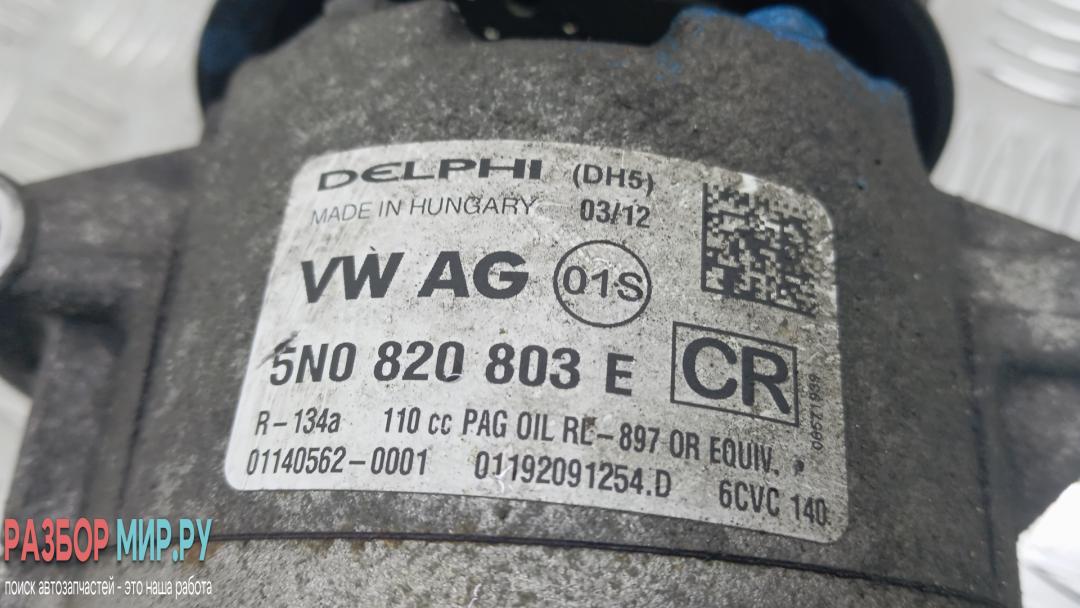 DELPHI (DH5)
MADE IN HUNGARY 03/12
VW AG 01S
5N0 820 803 E CR
R-134a 110 cc PAG OIL RL-897 OR EQUIV.
01140562-0001 01192091254.D 6CVC 140
РАЗБОР МИР.РУ
поиск автозапчастей - это наша работа